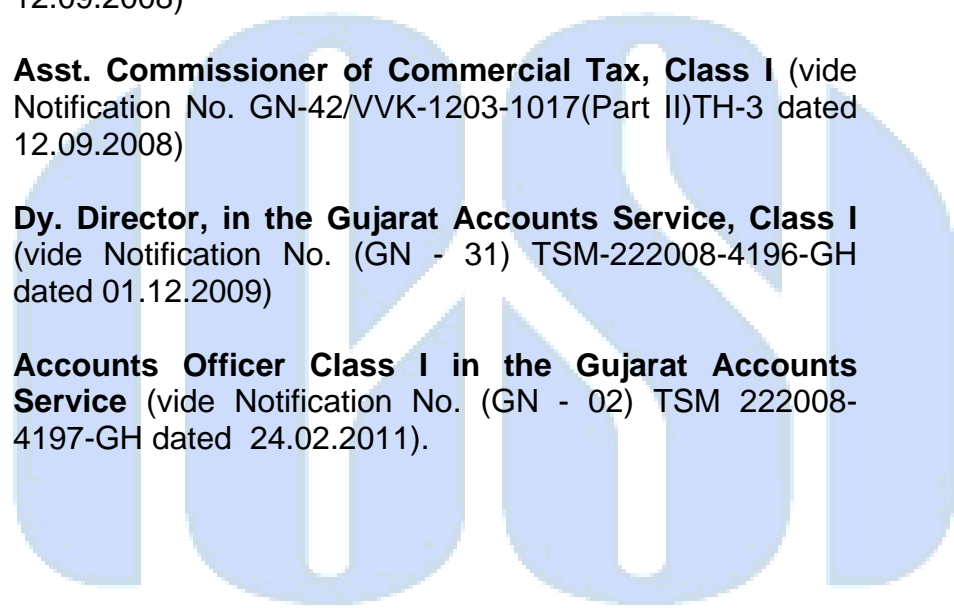 12.09.2008)
Asst. Commissioner of Commercial Tax, Class I (vide
Notification No. GN-42/VVK-1203-1017(Part II)TH-3 dated
12.09.2008)
Dy. Director, in the Gujarat Accounts Service, Class I
(vide Notification No. (GN - 31) TSM-222008-4196-GH
dated 01.12.2009)
Accounts Officer Class I in the Gujarat Accounts
Service (vide Notification No. (GN - 02) TSM 222008-
4197-GH dated 24.02.2011).